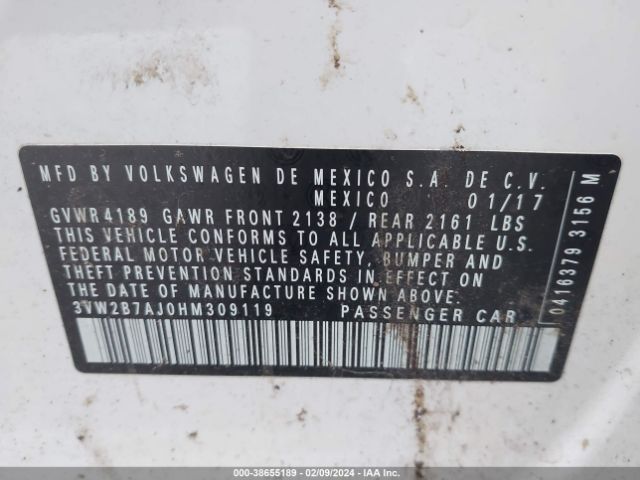 MFD BY VOLKSWAGEN DE MEXICO S.A. DE C.V.
MEXICO 01/17
GVWR4189 GAWR FRONT 2138 / REAR 2161 LBS
THIS VEHICLE CONFORMS TO ALL APPLICABLE U.S.
FEDERAL MOTOR VEHICLE SAFETY, BUMPER AND
THEFT PREVENTION STANDARDS IN EFFECT ON
THE DATE OF MANUFACTURE SHOWN ABOVE.
3VW2B7AJ0HM309119 PASSENGER CAR
0416379 3156 M
000-38655189 - 02/09/2024 - IAA Inc.